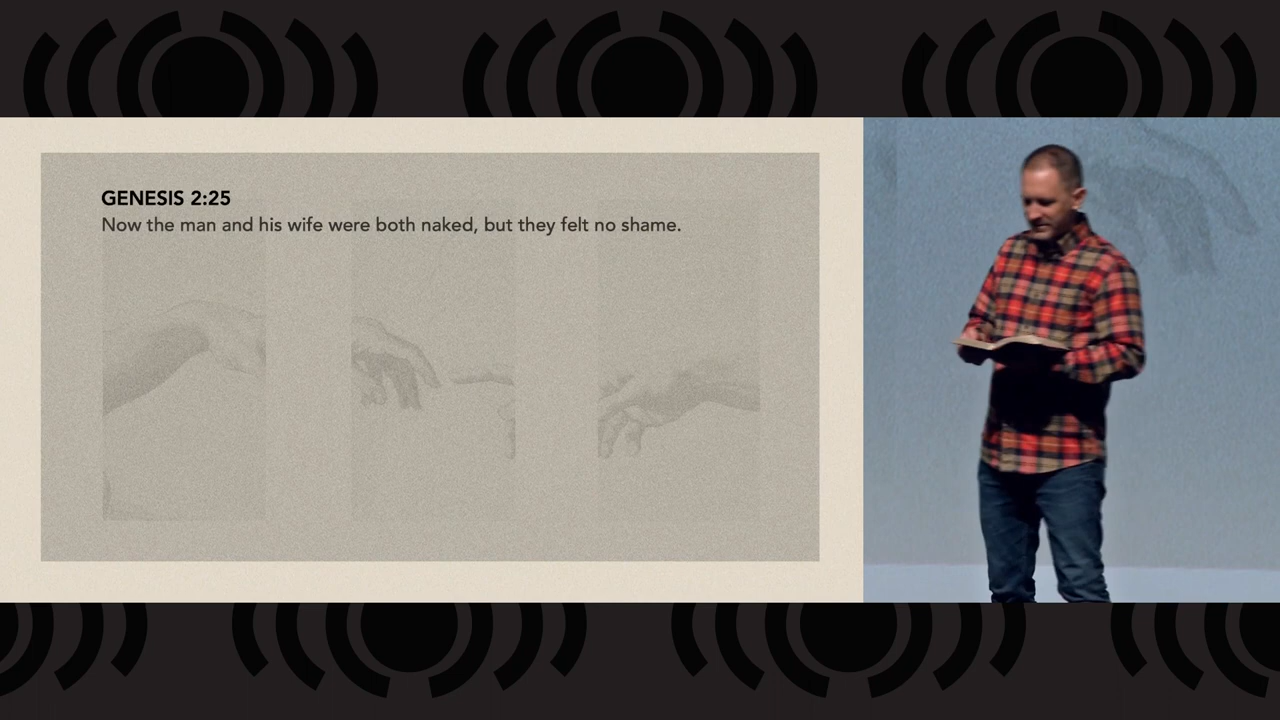 GENESIS 2:25
Now the man and his wife were both naked, but they felt no shame.